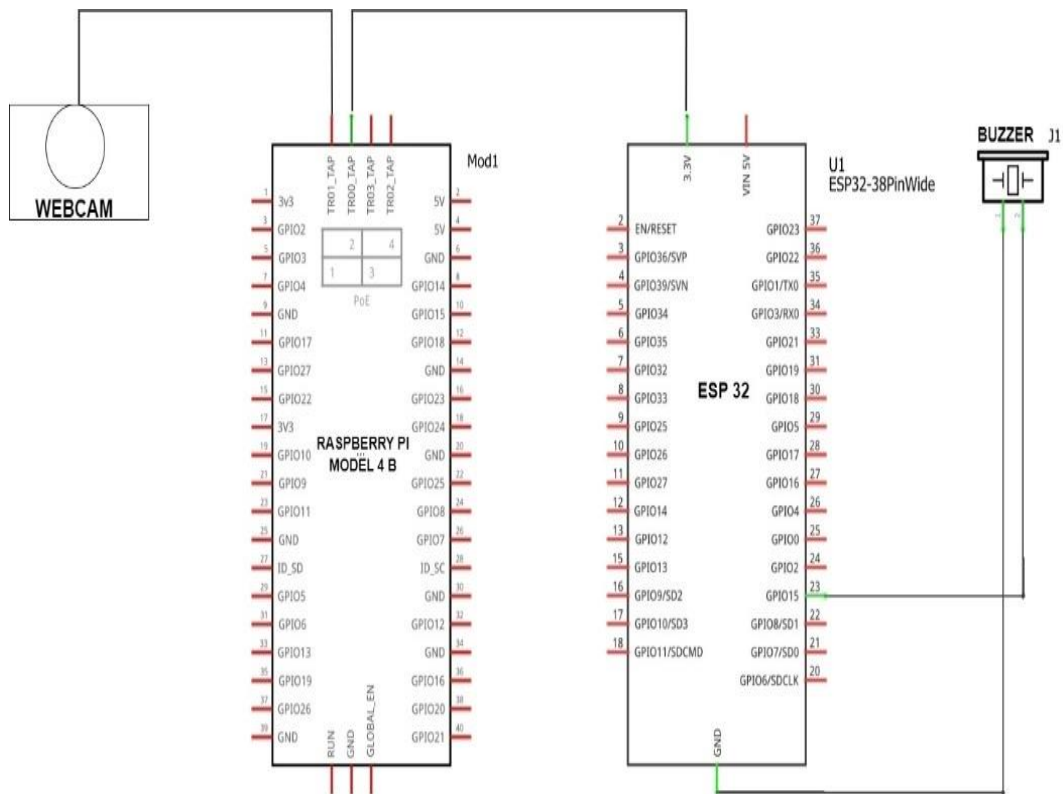 WEBCAM
Mod1
TR01_TAP
TR00_TAP
TR03_TAP
TR02_TAP
2 4
1 3
PoE
RASPBERRY PI
MODEL 4 B
1 3v3
3 GPIO2
5 GPIO3
7 GPIO4
9 GND
11 GPIO17
13 GPIO27
15 GPIO22
17 3V3
19 GPIO10
21 GPIO9
23 GPIO11
25 GND
27 ID_SD
29 GPIO5
31 GPIO6
33 GPIO13
35 GPIO19
37 GPIO26
39 GND
5V 2
5V 4
GND 6
GPIO14 8
GPIO15 10
GPIO18 12
GND 14
GPIO23 16
GPIO24 18
GND 20
GPIO25 22
GPIO8 24
GPIO7 26
ID_SC 28
GND 30
GPIO12 32
GND 34
GPIO16 36
GPIO20 38
GPIO21 40
RUN
GND
GLOBAL_EN
3.3V
VIN 5V
U1
ESP32-38PinWide
ESP 32
2 EN/RESET
3 GPIO36/SVP
4 GPIO39/SVN
5 GPIO34
6 GPIO35
7 GPIO32
8 GPIO33
9 GPIO25
10 GPIO26
11 GPIO27
12 GPIO14
13 GPIO12
15 GPIO13
16 GPIO9/SD2
17 GPIO10/SD3
18 GPIO11/SDCMD
GPIO23 37
GPIO22 36
GPIO1/TX0 35
GPIO3/RX0 34
GPIO21 33
GPIO19 31
GPIO18 30
GPIO5 29
GPIO17 28
GPIO16 27
GPIO4 26
GPIO0 25
GPIO2 24
GPIO15 23
GPIO8/SD1 22
GPIO7/SD0 21
GPIO6/SDCLK 20
GND
BUZZER J1
1 2